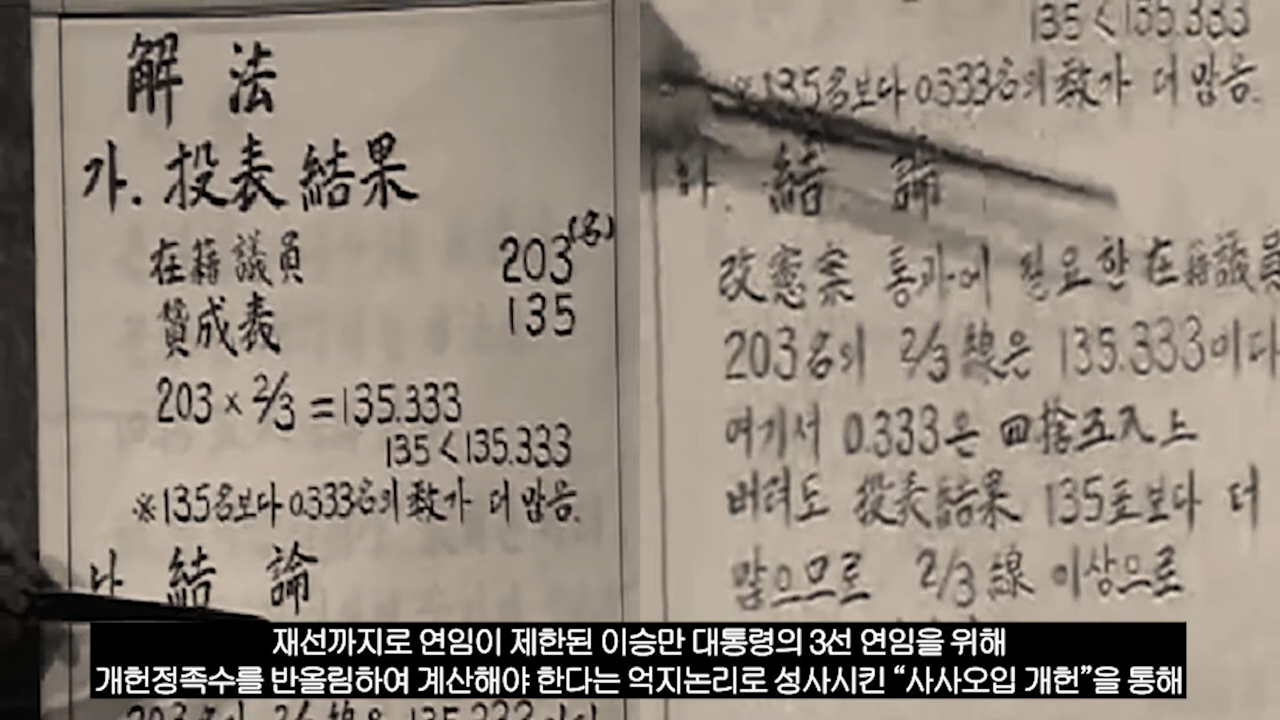 解 法
가. 投表結果
在籍議員 203(名)
贊成表 135
203 × 2/3 = 135.333
135 < 135.333
※135名보다 0.333名의 数가 더 많음.
나. 結 論
135 < 135.333
※135名보다 0.333名의 数가 더 많음.
나. 結 論
改憲案 통과에 필요한 在籍議員
203名의 2/3 線은 135.333이다
여기서 0.333은 四捨五入上
버려도 投表結果 135표보다 더
많으므로 2/3 線 이상으로
재선까지로 연임이 제한된 이승만 대통령의 3선 연임을 위해
개헌정족수를 반올림하여 계산해야 한다는 억지논리로 성사시킨 “사사오입 개헌”을 통해